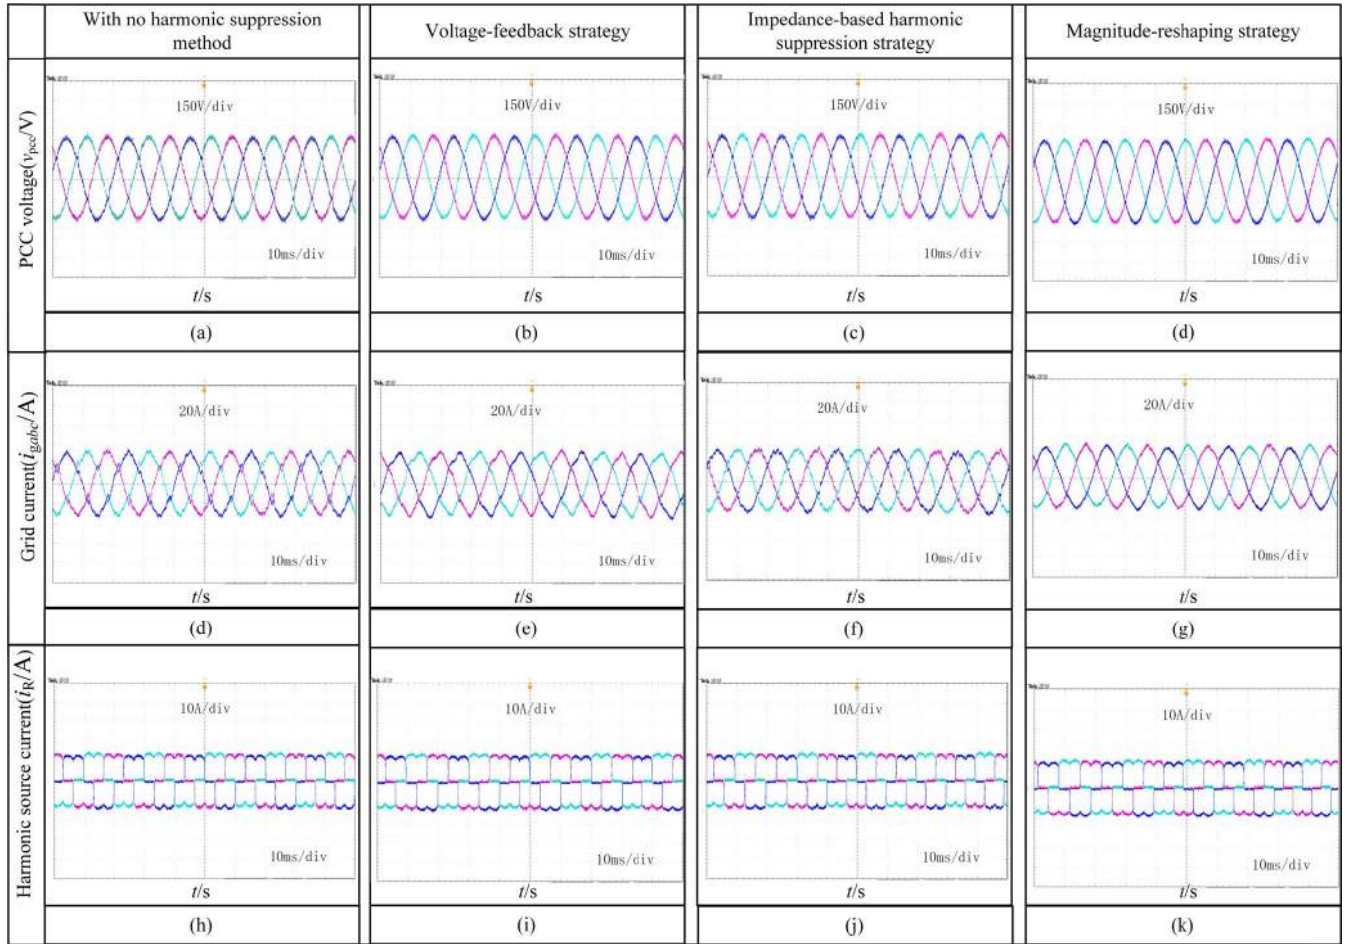 With no harmonic suppression
method
Voltage-feedback strategy
Impedance-based harmonic
suppression strategy
Magnitude-reshaping strategy
PCC voltage(vpcc/V)
150V/div
10ms/div
t/s
150V/div
10ms/div
t/s
150V/div
10ms/div
t/s
150V/div
10ms/div
t/s
(a)
(b)
(c)
(d)
Grid current(igabc/A)
20A/div
10ms/div
t/s
20A/div
10ms/div
t/s
20A/div
10ms/div
t/s
20A/div
10ms/div
t/s
(d)
(e)
(f)
(g)
Harmonic source current(iR/A)
10A/div
10ms/div
t/s
10A/div
10ms/div
t/s
10A/div
10ms/div
t/s
10A/div
10ms/div
t/s
(h)
(i)
(j)
(k)